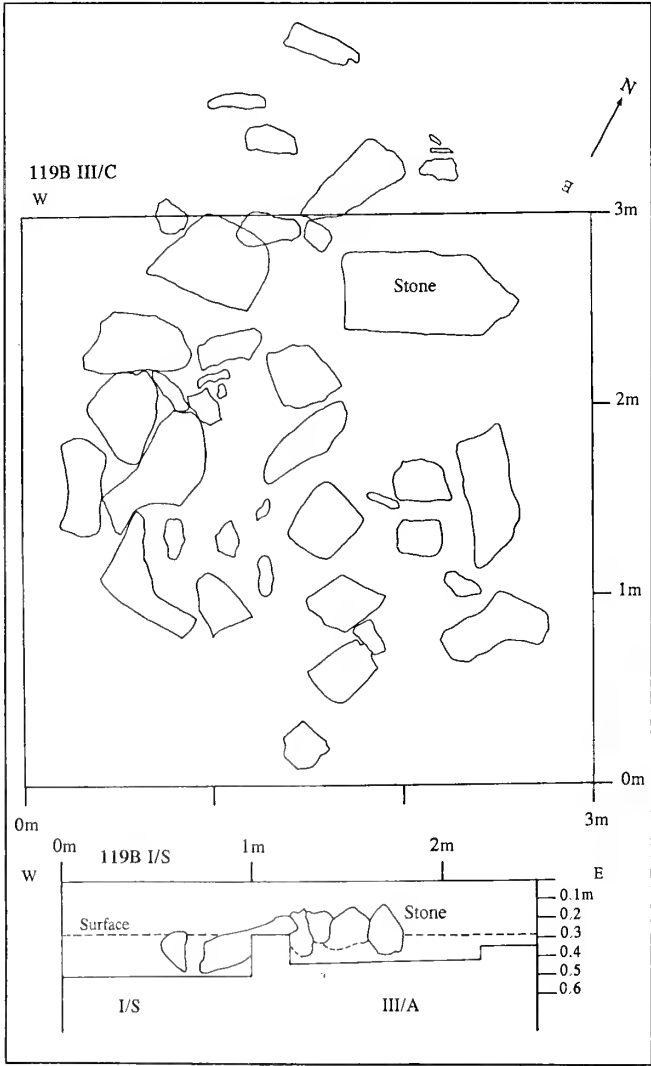 N
119B III/C
W
E
3m
Stone
2m
1m
0m
0m
3m
0m
1m
2m
119B I/S
W
E
0.1m
Surface
Stone
0.2
0.3
0.4
0.5
0.6
I/S
III/A